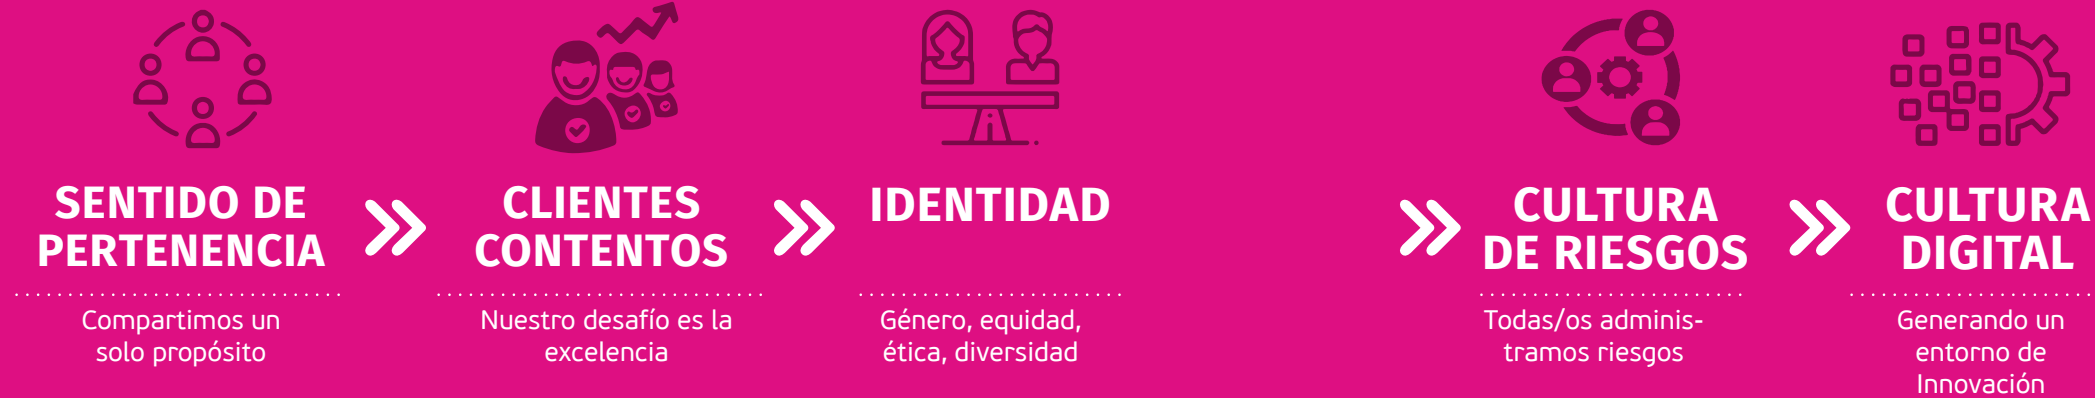 SENTIDO DE
PERTENENCIA
Compartimos un
solo propósito
CLIENTES
CONTENTOS
Nuestro desafío es la
excelencia
IDENTIDAD
Género, equidad,
ética, diversidad
CULTURA
DE RIESGOS
Todas/os adminis-
tramos riesgos
CULTURA
DIGITAL
Generando un
entorno de
Innovación